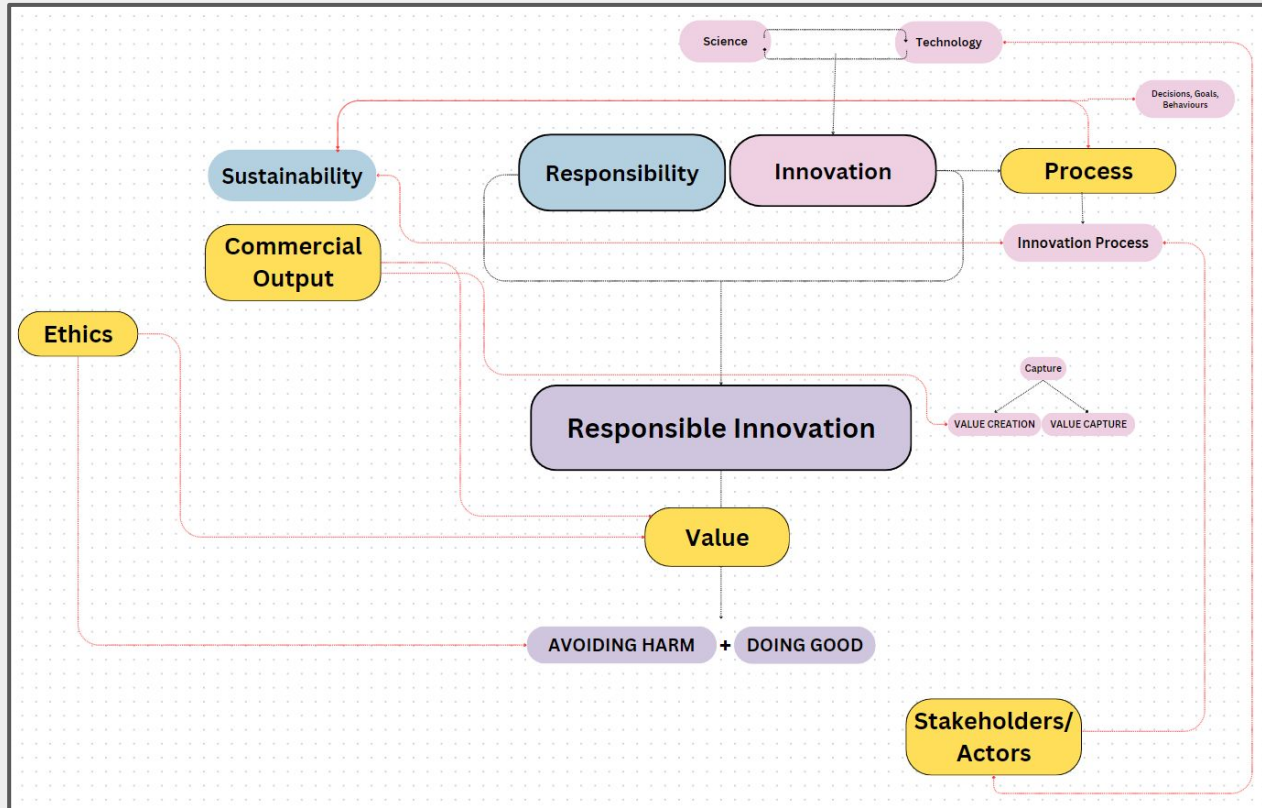 Science
Technology
Decisions, Goals,
Behaviours
Sustainability
Responsibility
Innovation
Process
Commercial
Output
Innovation Process
Ethics
Capture
Responsible Innovation
VALUE CREATION
VALUE CAPTURE
Value
AVOIDING HARM + DOING GOOD
Stakeholders/
Actors